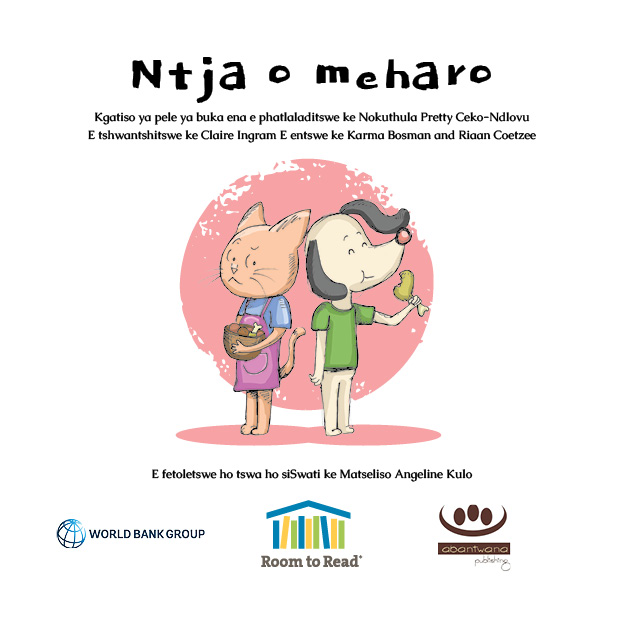 Ntja o meharo
Kgatiso ya pele ya buka ena e phatlaladitswe ke Nokuthula Pretty Ceko-Ndlovu
E tshwantshitswe ke Claire Ingram E entswe ke Karma Bosman and Riaan Coetzee
E fetoletswe ho tswa ho siSwati ke Matseliso Angeline Kulo
WORLD BANK GROUP
Room to Read
abantwana
publishing